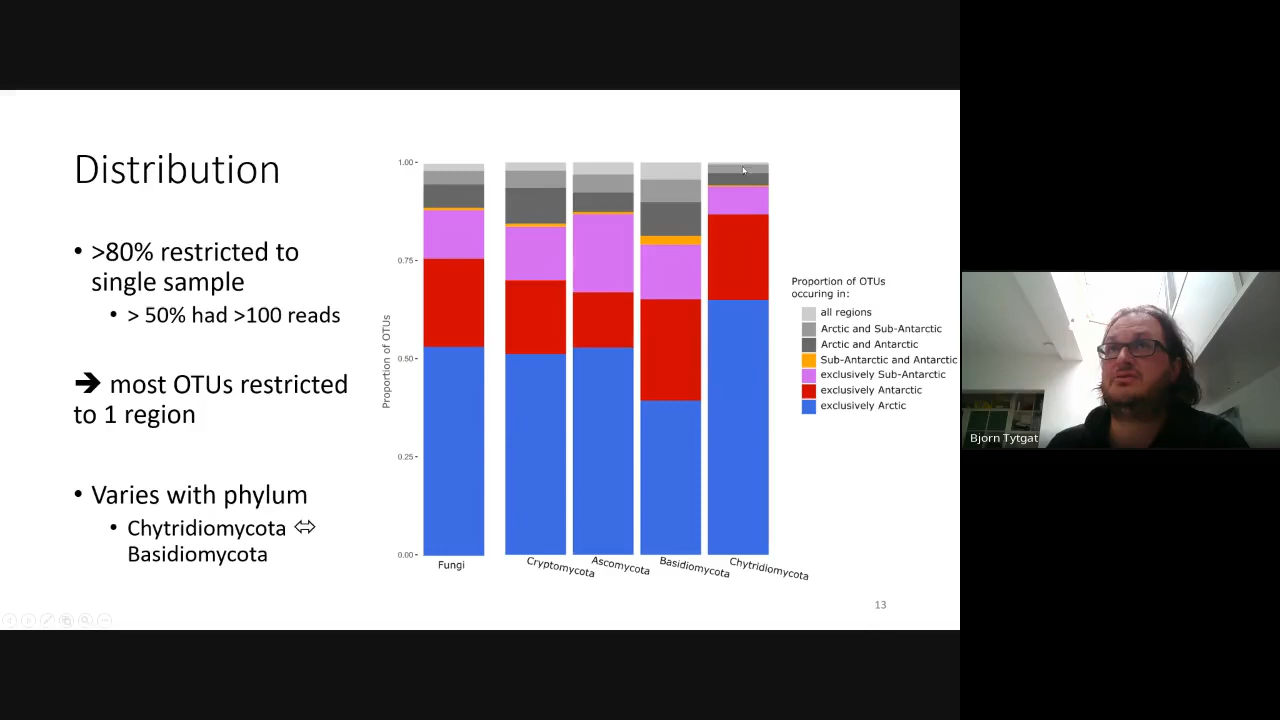 Distribution
• >80% restricted to
single sample
• > 50% had >100 reads
➔ most OTUs restricted
to 1 region
• Varies with phylum
• Chytridiomycota ⇔
Basidiomycota
Proportion of OTUs
1.00
0.75
0.50
0.25
0.00
Fungi
Cryptomycota
Ascomycota
Basidiomycota
Chytridiomycota
Proportion of OTUs
occuring in:
all regions
Arctic and Sub-Antarctic
Arctic and Antarctic
Sub-Antarctic and Antarctic
exclusively Sub-Antarctic
exclusively Antarctic
exclusively Arctic
13
Bjorn Tytgat